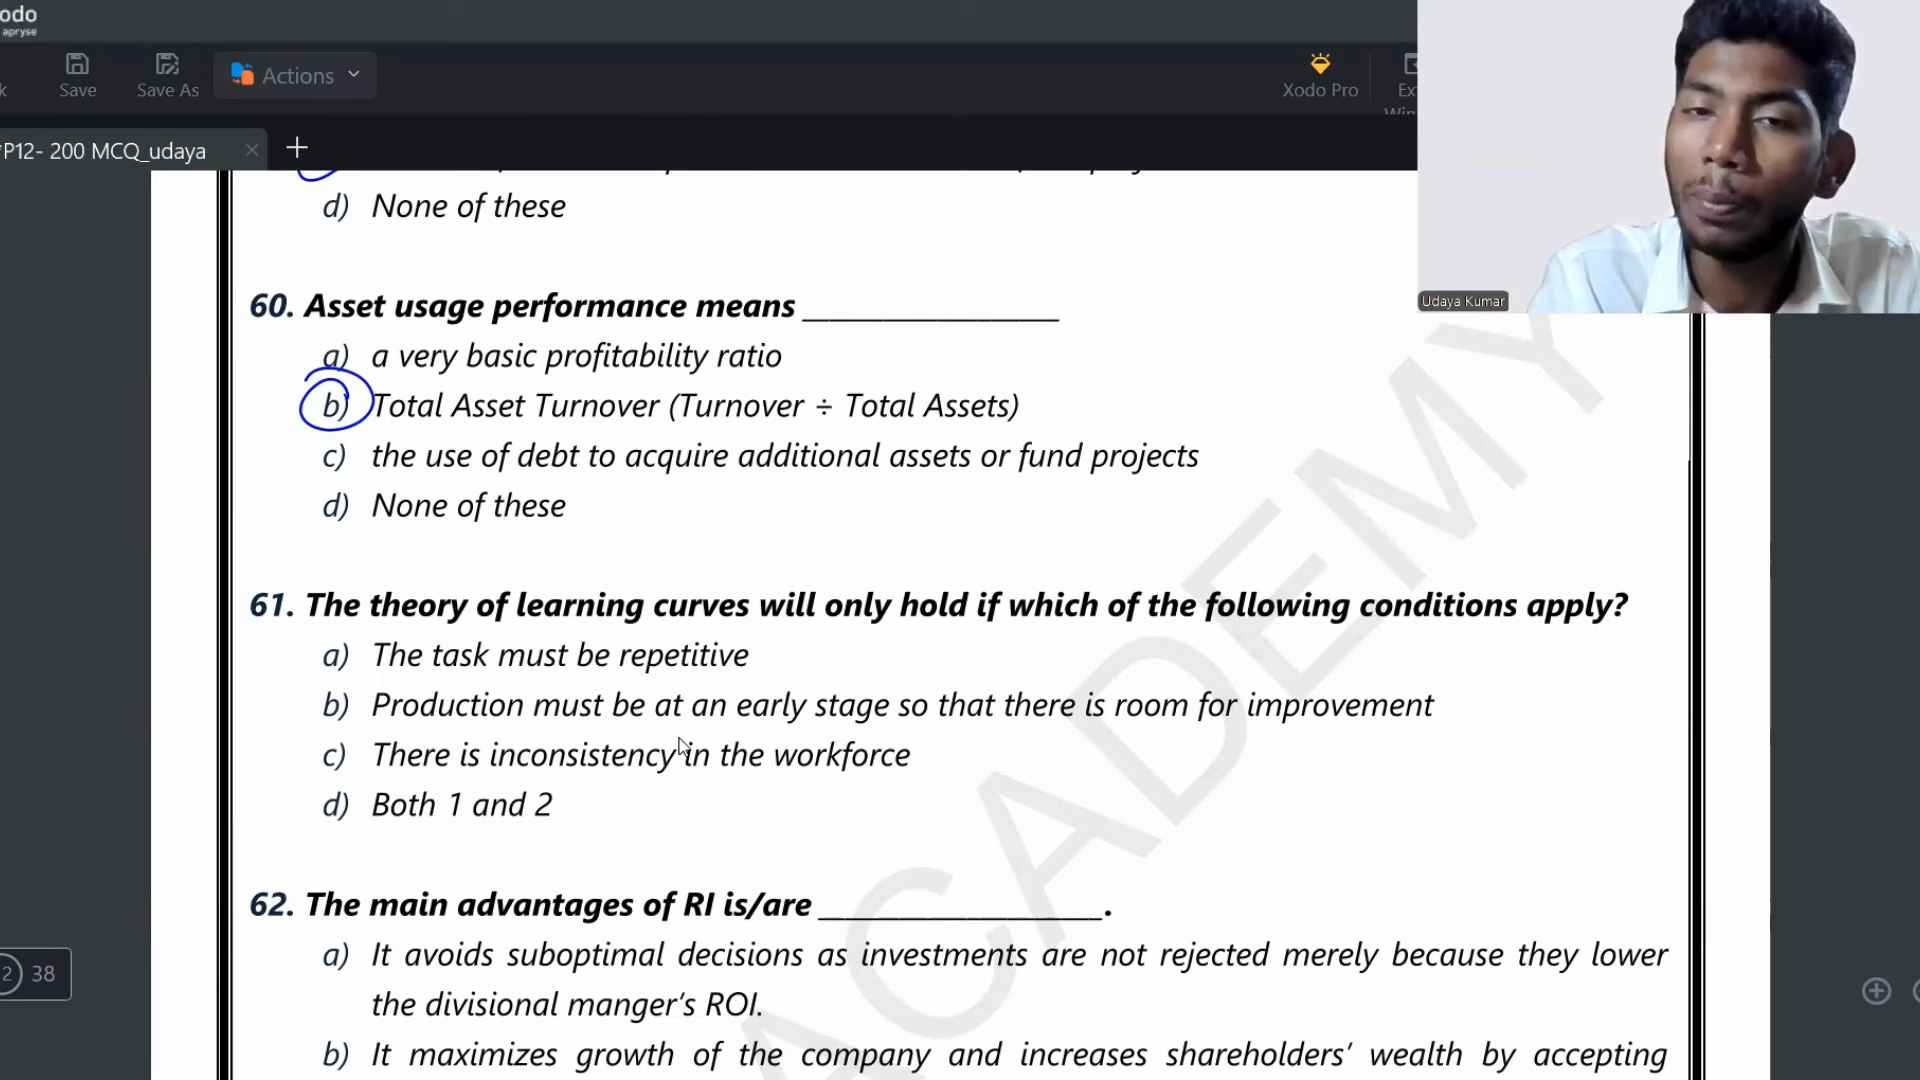 odo
apryse
k
Save
Save As
Actions
Xodo Pro
P12- 200 MCQ_udaya
Udaya Kumar
d) None of these
60. Asset usage performance means _______________
a) a very basic profitability ratio
b) Total Asset Turnover (Turnover ÷ Total Assets)
c) the use of debt to acquire additional assets or fund projects
d) None of these
61. The theory of learning curves will only hold if which of the following conditions apply?
a) The task must be repetitive
b) Production must be at an early stage so that there is room for improvement
c) There is inconsistency in the workforce
d) Both 1 and 2
62. The main advantages of RI is/are _________________.
a) It avoids suboptimal decisions as investments are not rejected merely because they lower
the divisional manger's ROI.
b) It maximizes growth of the company and increases shareholders' wealth by accepting
2 38
ACADEMY